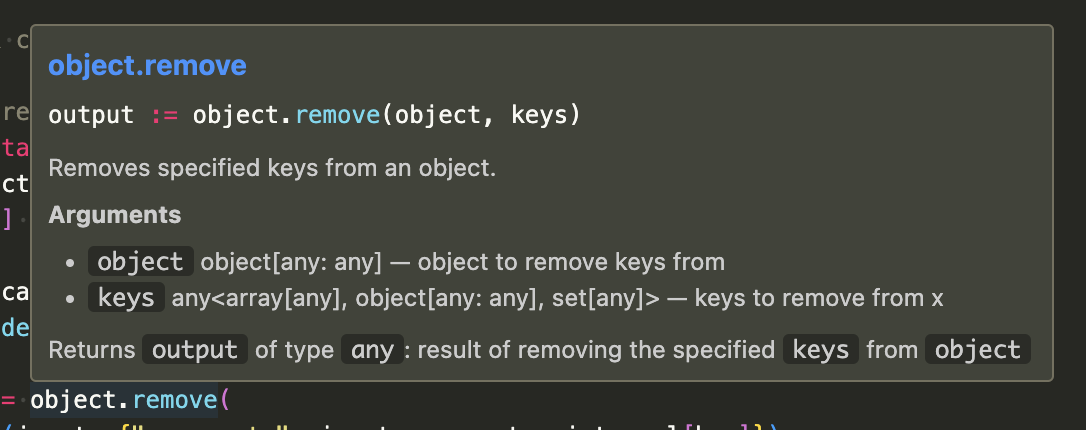 c
object.remove
output := object.remove(object, keys)
re
ta
Removes specified keys from an object.
ct
Arguments
]
object object[any: any] — object to remove keys from
ca
keys any<array[any], object[any: any], set[any]> — keys to remove from x
de
Returns output of type any: result of removing the specified keys from object
= object.remove(